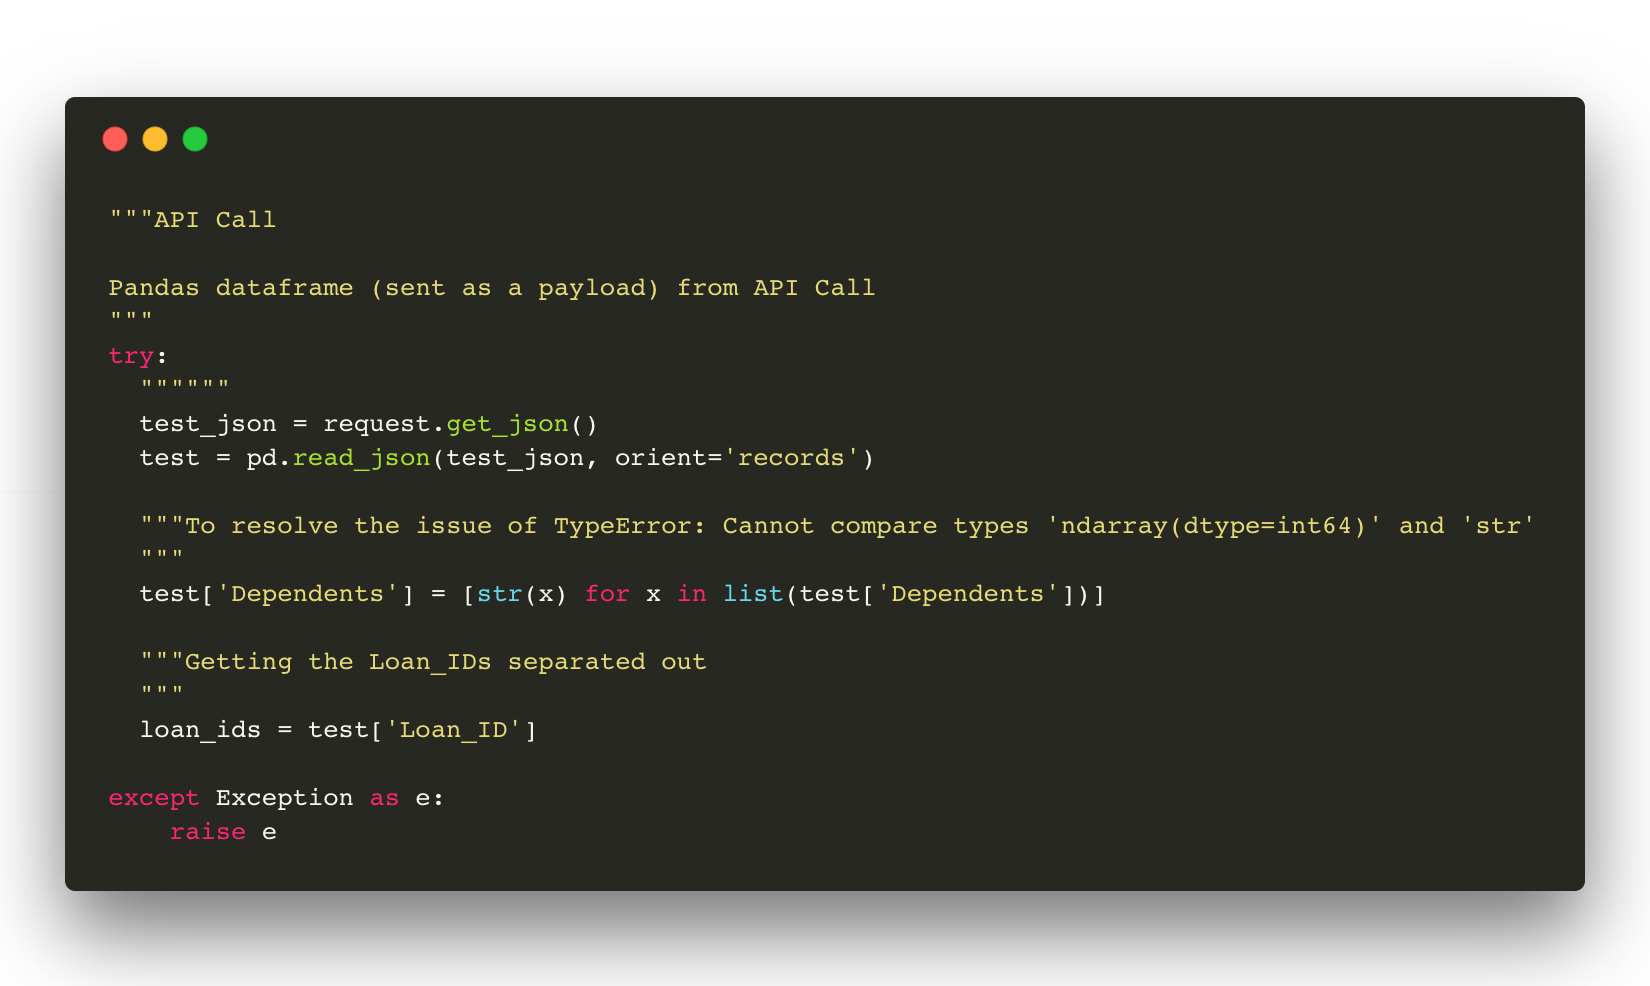 """API Call
Pandas dataframe (sent as a payload) from API Call
"""
try:
""""""
test_json = request.get_json()
test = pd.read_json(test_json, orient='records')
"""To resolve the issue of TypeError: Cannot compare types 'ndarray(dtype=int64)' and 'str'
"""
test['Dependents'] = [str(x) for x in list(test['Dependents'])]
"""Getting the Loan_IDs separated out
"""
loan_ids = test['Loan_ID']
except Exception as e:
raise e